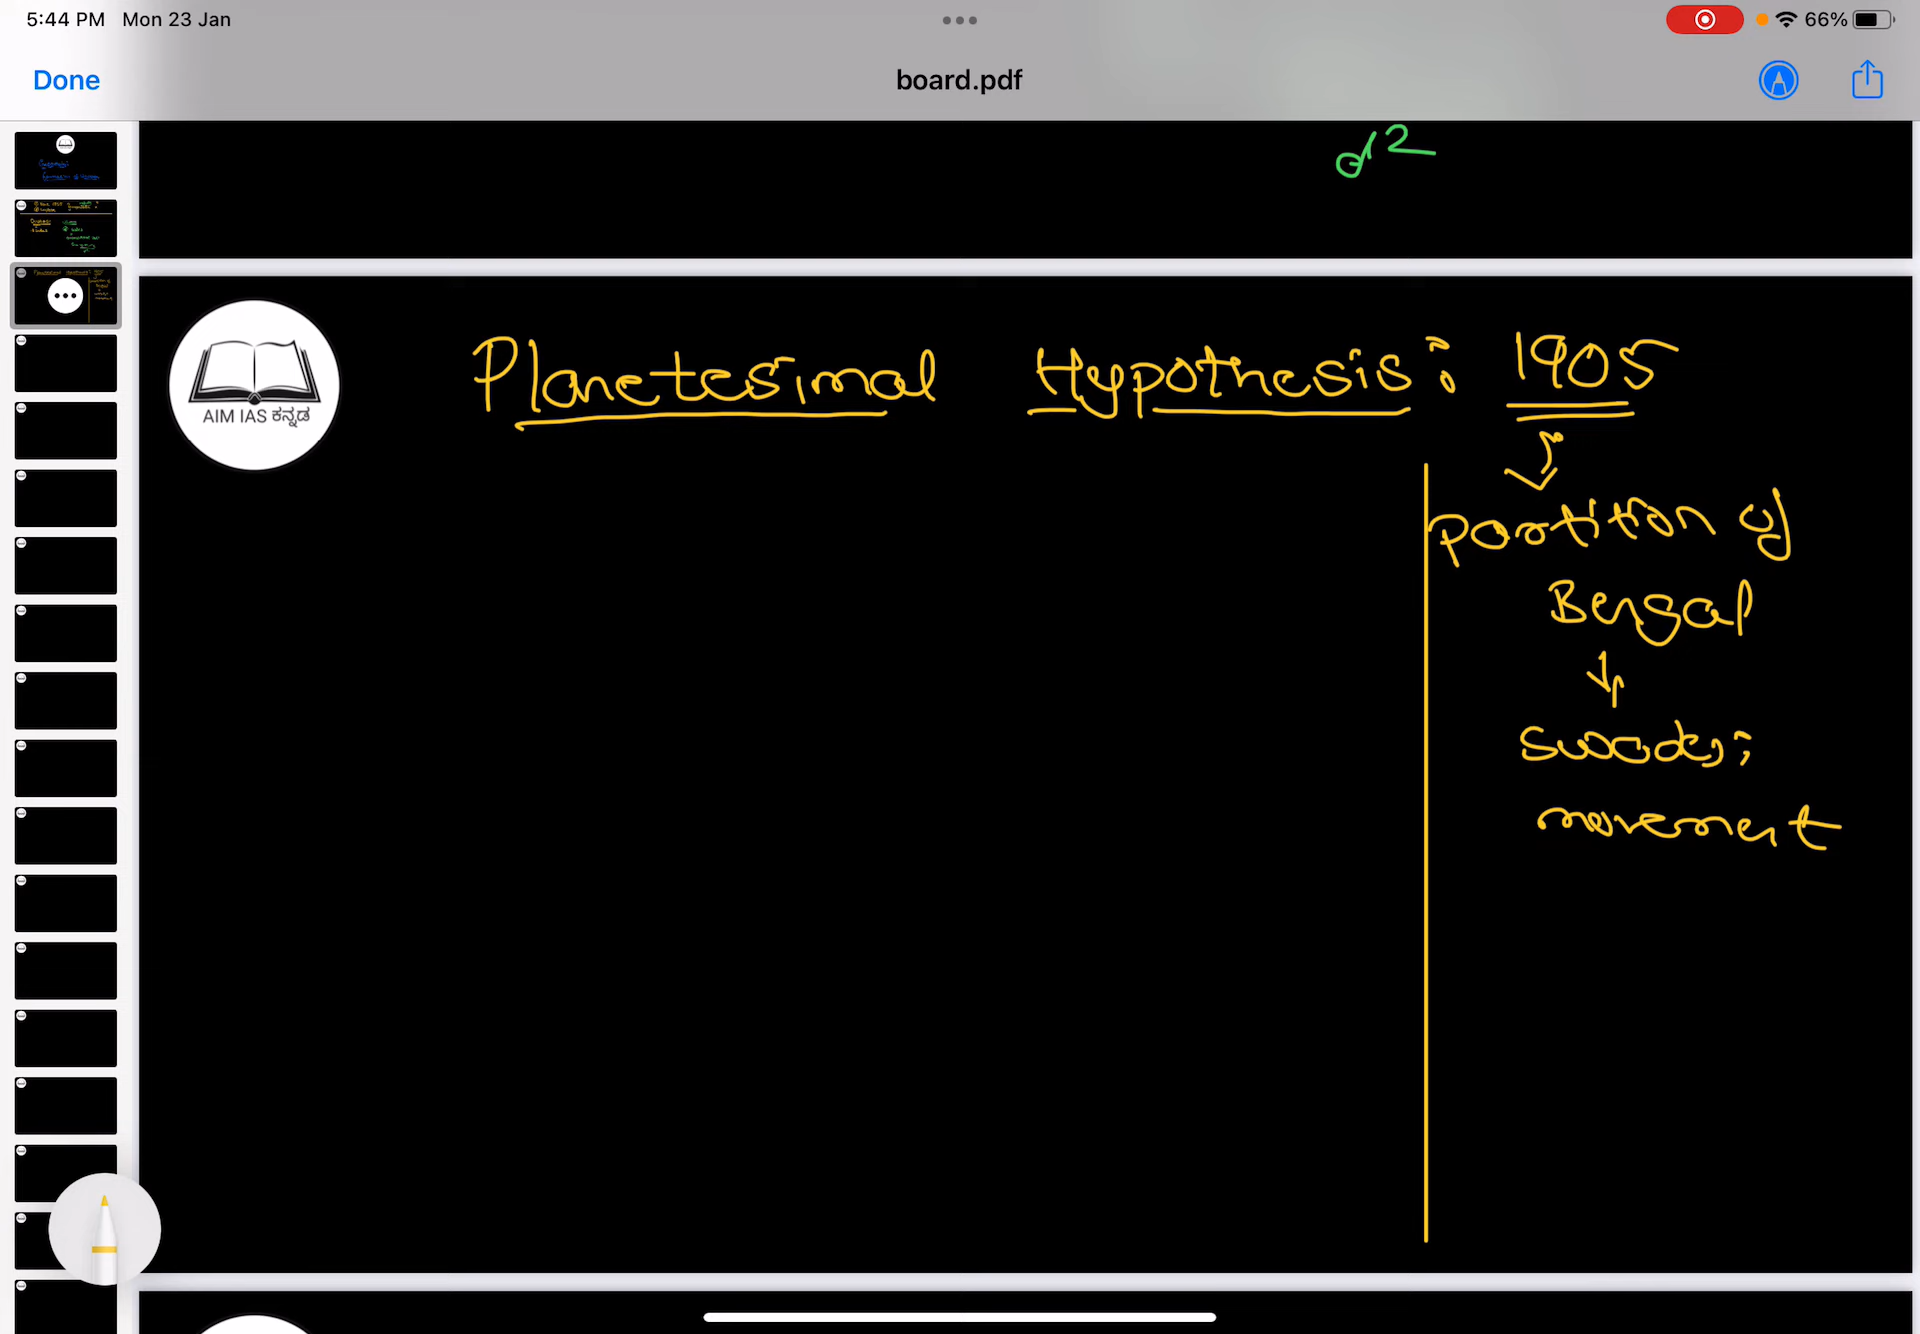 5:44 PM Mon 23 Jan
66%
Done
board.pdf
AIM IAS ಕನ್ನಡ
Planetesimal Hypothesis: 1905
partition of
Bengal
swadesi
movement